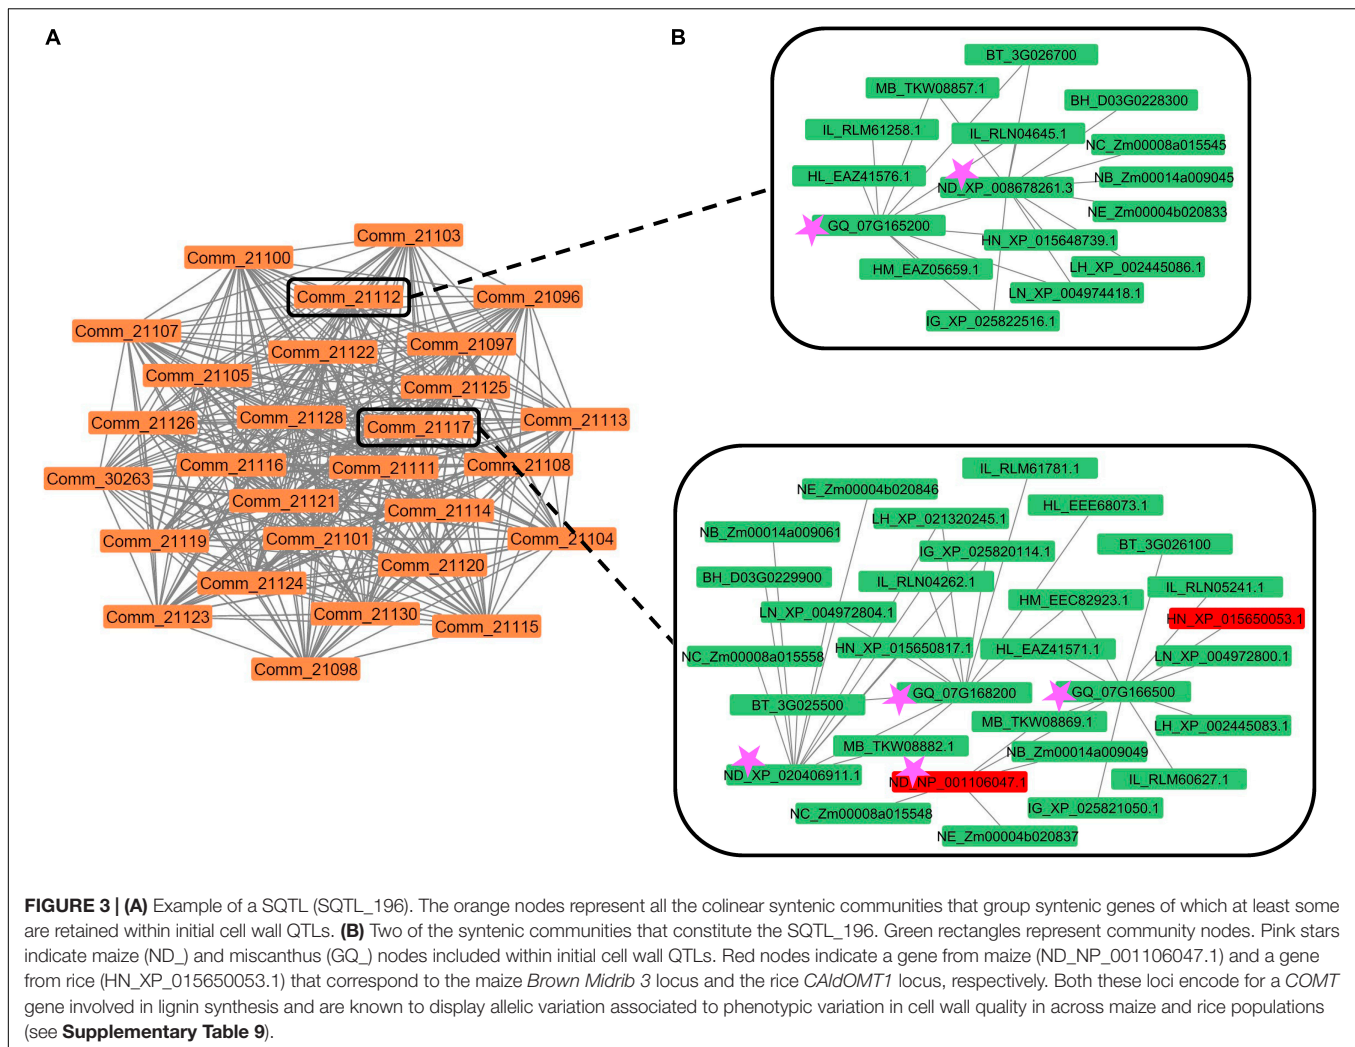 A
Comm_21103
Comm_21100
Comm_21112
Comm_21096
Comm_21107
Comm_21097
Comm_21122
Comm_21105
Comm_21125
Comm_21128
Comm_21126
Comm_21117
Comm_21113
Comm_21116
Comm_21111
Comm_21108
Comm_30263
Comm_21121
Comm_21114
Comm_21119
Comm_21101
Comm_21104
Comm_21120
Comm_21124
Comm_21123
Comm_21130
Comm_21115
Comm_21098
B
BT_3G026700
MB_TKW08857.1
BH_D03G0228300
IL_RLM61258.1
IL_RLN04645.1
NC_Zm00008a015545
HL_EAZ41576.1
NB_Zm00014a009045
ND_XP_008678261.3
NE_Zm00004b020833
GQ_07G165200
HN_XP_015648739.1
HM_EAZ05659.1
LH_XP_002445086.1
LN_XP_004974418.1
IG_XP_025822516.1
IL_RLM61781.1
NE_Zm00004b020846
HL_EEE68073.1
LH_XP_021320245.1
NB_Zm00014a009061
BT_3G026100
IG_XP_025820114.1
BH_D03G0229900
IL_RLN04262.1
IL_RLN05241.1
HM_EEC82923.1
LN_XP_004972804.1
HN_XP_015650053.1
HN_XP_015650817.1
HL_EAZ41571.1
NC_Zm00008a015558
LN_XP_004972800.1
GQ_07G168200
GQ_07G166500
BT_3G025500
MB_TKW08869.1
LH_XP_002445083.1
MB_TKW08882.1
NB_Zm00014a009049
ND_XP_020406911.1
ND_NP_001106047.1
IL_RLM60627.1
NC_Zm00008a015548
IG_XP_025821050.1
NE_Zm00004b020837
FIGURE 3 | (A) Example of a SQTL (SQTL_196). The orange nodes represent all the colinear syntenic communities that group syntenic genes of which at least some
are retained within initial cell wall QTLs. (B) Two of the syntenic communities that constitute the SQTL_196. Green rectangles represent community nodes. Pink stars
indicate maize (ND_) and miscanthus (GQ_) nodes included within initial cell wall QTLs. Red nodes indicate a gene from maize (ND_NP_001106047.1) and a gene
from rice (HN_XP_015650053.1) that correspond to the maize Brown Midrib 3 locus and the rice CAldOMT1 locus, respectively. Both these loci encode for a COMT
gene involved in lignin synthesis and are known to display allelic variation associated to phenotypic variation in cell wall quality in across maize and rice populations
(see Supplementary Table 9).